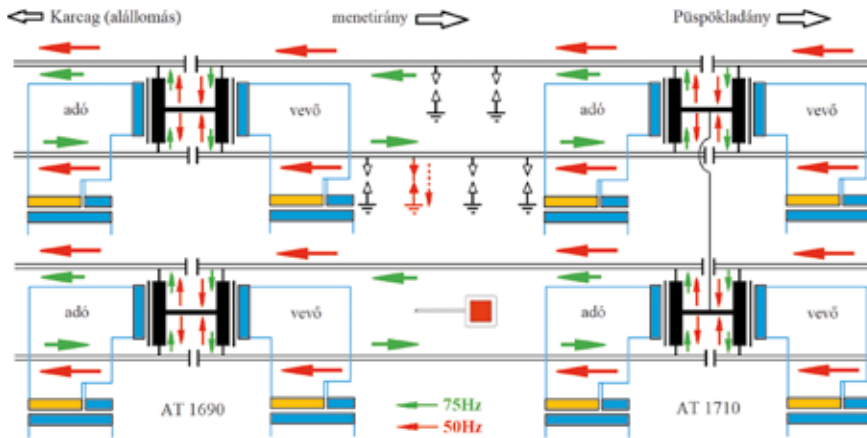 Karcag (alállomás)
menetirány
Püspökladány
adó
vevő
adó
vevő
adó
vevő
adó
vevő
75Hz
50Hz
AT 1690
AT 1710